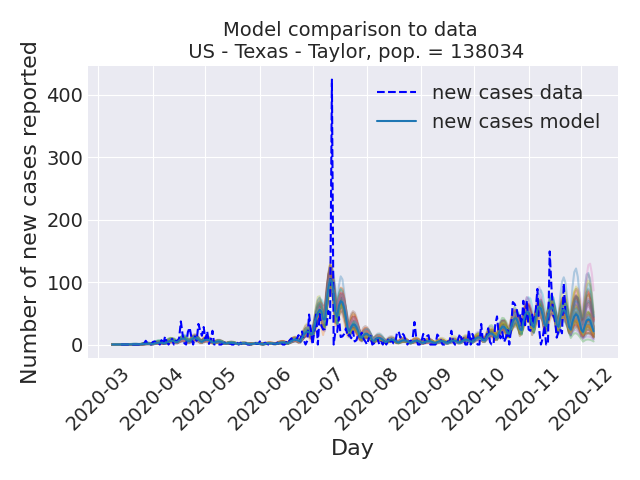 Model comparison to data
US - Texas - Taylor, pop. = 138034
Number of new cases reported
400
300
200
100
0
new cases data
new cases model
2020-03
2020-04
2020-05
2020-06
2020-07
2020-08
2020-09
2020-10
2020-11
2020-12
Day